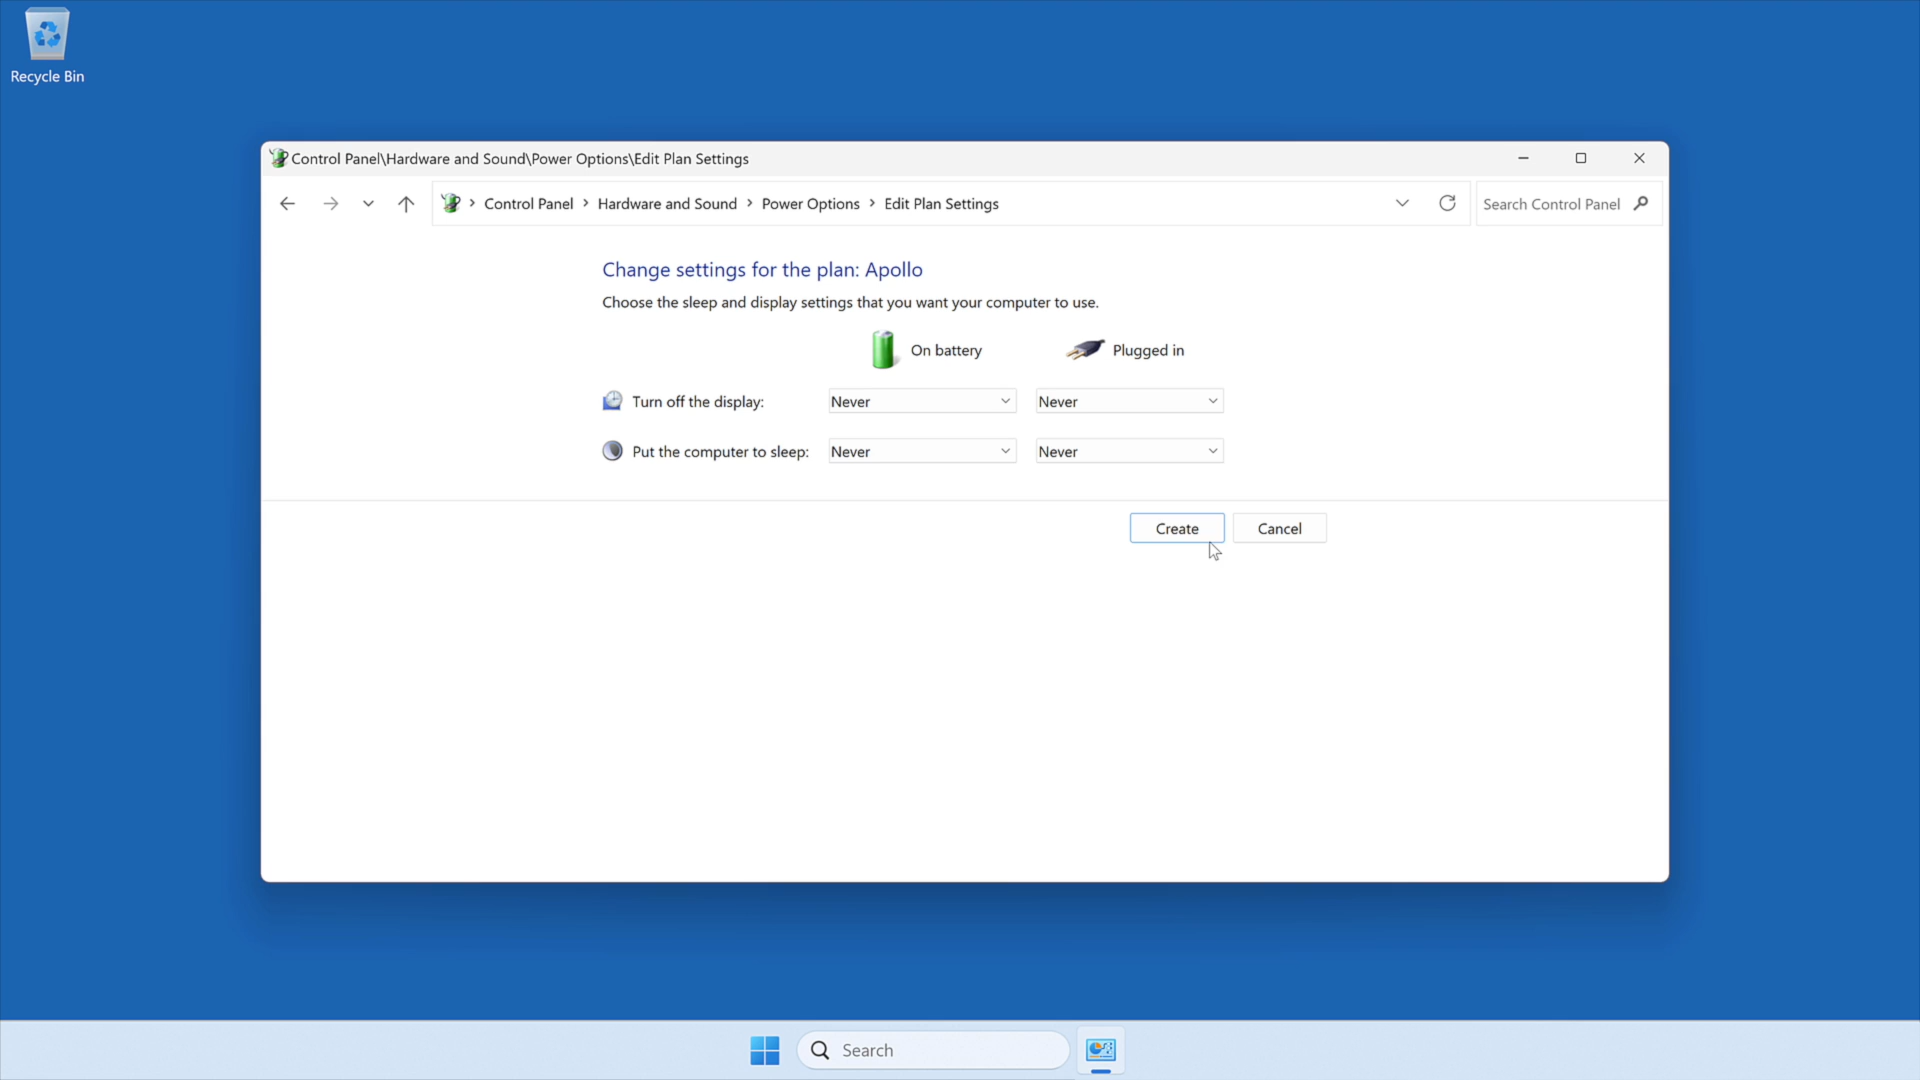 Recycle Bin
Control Panel\Hardware and Sound\Power Options\Edit Plan Settings
Control Panel > Hardware and Sound > Power Options > Edit Plan Settings
Search Control Panel
Change settings for the plan: Apollo
Choose the sleep and display settings that you want your computer to use.
On battery Plugged in
Turn off the display: Never Never
Put the computer to sleep: Never Never
Create Cancel
Search